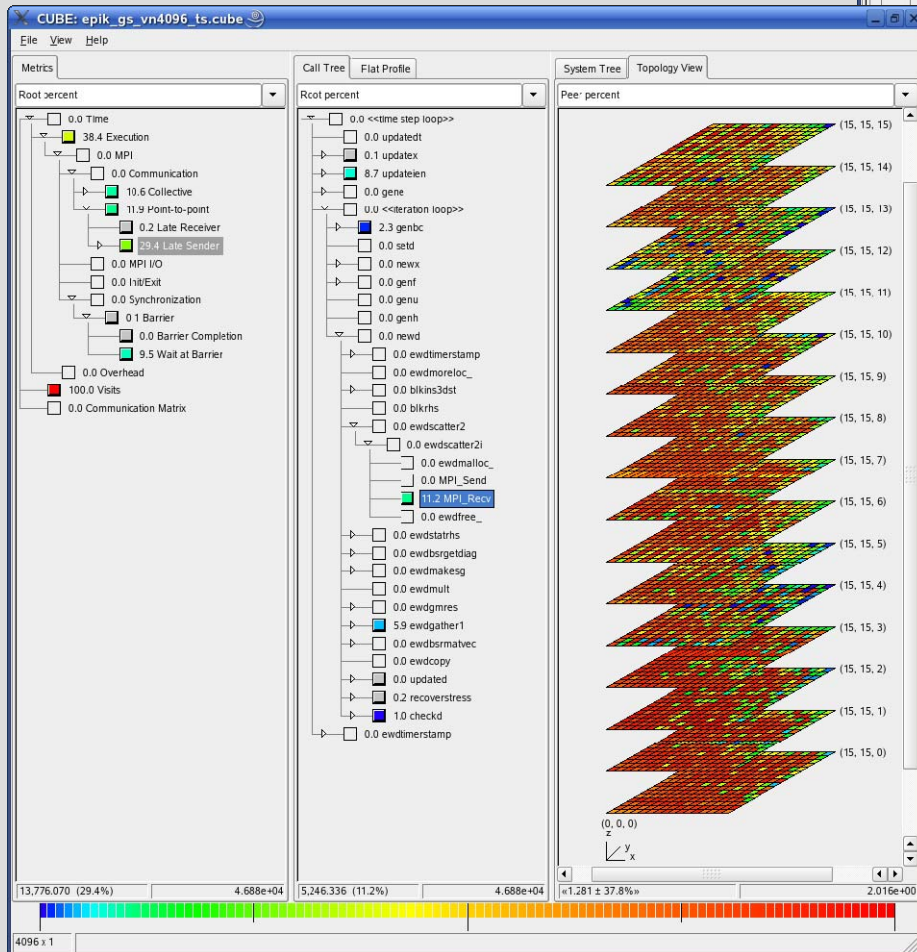 CUBE: epik_gs_vn4096_ts.cube
File View Help
Metrics
Root percent
0.0 Time
38.4 Execution
0.0 MPI
0.0 Communication
10.6 Collective
11.9 Point-to-point
0.2 Late Receiver
29.4 Late Sender
0.0 MPI I/O
0.0 Init/Exit
0.0 Synchronization
0.1 Barrier
0.0 Barrier Completion
9.5 Wait at Barrier
0.0 Overhead
100.0 Visits
0.0 Communication Matrix
13,776.070 (29.4%) 4.688e+04
Call Tree Flat Profile
Root percent
0.0 <<time step loop>>
0.0 updatedt
0.1 updatex
8.7 updateien
0.0 gene
0.0 <<iteration loop>>
2.3 genbc
0.0 setd
0.0 newx
0.0 genf
0.0 genu
0.0 genh
0.0 newd
0.0 ewdtimerstamp
0.0 ewdmoreloc_
0.0 blkins3dst
0.0 blkrhs
0.0 ewdscatter2
0.0 ewdscatter2i
0.0 ewdmalloc_
0.0 MPI_Send
11.2 MPI_Recv
0.0 ewdfree_
0.0 ewdstatrhs
0.0 ewdbsrgetdiag
0.0 ewdmakesg
0.0 ewdmult
0.0 ewdgmres
5.9 ewdgather1
0.0 ewdbsrmatvec
0.0 ewdcopy
0.0 updated
0.2 recoverstress
1.0 checkd
0.0 ewdtimerstamp
5,246.336 (11.2%) 4.688e+04
System Tree Topology View
Peer percent
(15, 15, 15)
(15, 15, 14)
(15, 15, 13)
(15, 15, 12)
(15, 15, 11)
(15, 15, 10)
(15, 15, 9)
(15, 15, 8)
(15, 15, 7)
(15, 15, 6)
(15, 15, 5)
(15, 15, 4)
(15, 15, 3)
(15, 15, 2)
(15, 15, 1)
(15, 15, 0)
(0, 0, 0)
z
y
x
«1.281 ± 37.8%» 2.016e+00
4096 x 1